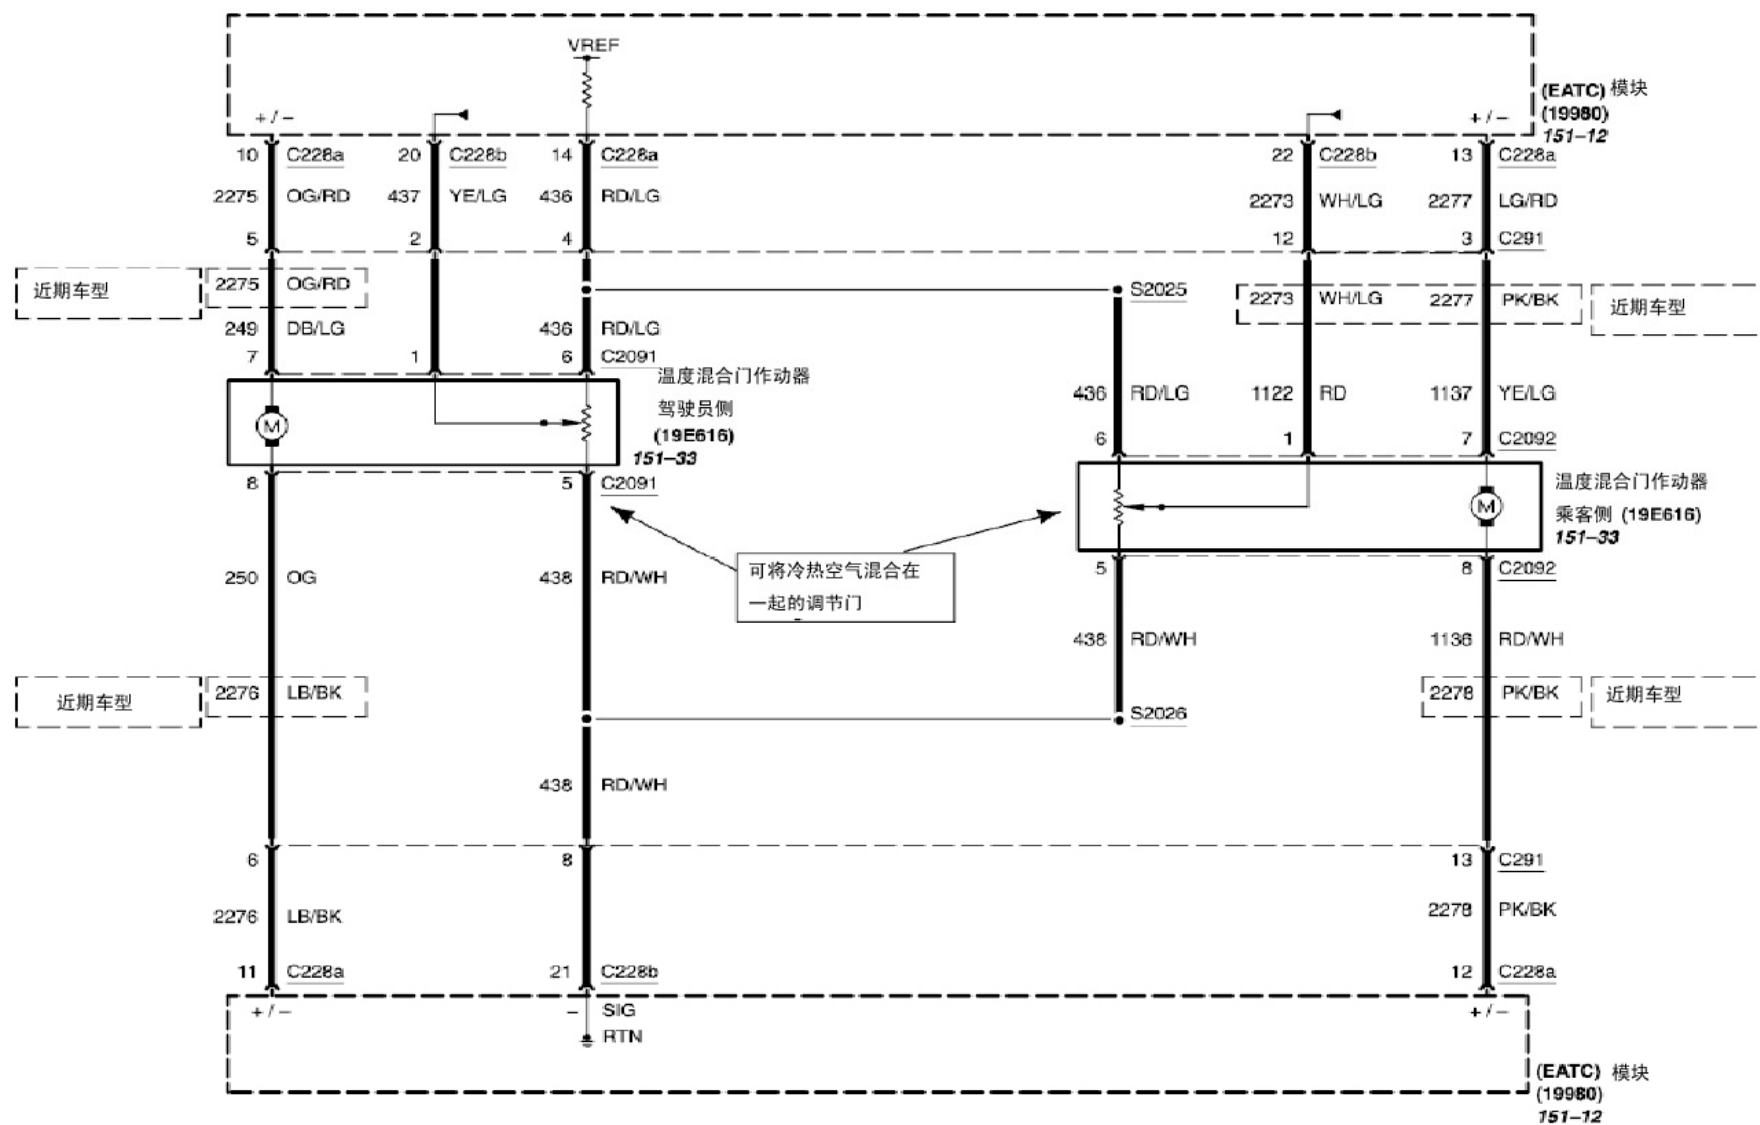 VREF
(EATC) 模块
(19980)
151–12
+ / –
+ / –
10 C228a 20 C228b 14 C228a 22 C228b 13 C228a
2275 OG/RD 437 YE/LG 436 RD/LG 2273 WH/LG 2277 LG/RD
5 2 4 12 3 C291
近期车型 2275 OG/RD S2025 2273 WH/LG 2277 PK/BK 近期车型
249 DB/LG 436 RD/LG
7 1 6 C2091
温度混合门作动器
驾驶员侧
(19E616)
151–33
M
436 RD/LG 1122 RD 1137 YE/LG
6 1 7 C2092
8 5 C2091
温度混合门作动器
乘客侧 (19E616)
151–33
M
可将冷热空气混合在
一起的调节门
250 OG 438 RD/WH
5 8 C2092
438 RD/WH 1136 RD/WH
近期车型 2276 LB/BK S2026 2278 PK/BK 近期车型
438 RD/WH
6 8 13 C291
2276 LB/BK 2278 PK/BK
11 C228a 21 C228b 12 C228a
+ / – – SIG + / –
RTN
(EATC) 模块
(19980)
151–12